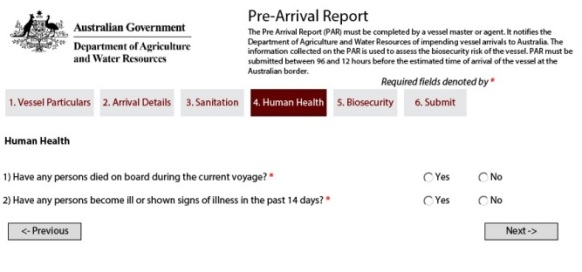 Australian Government
Department of Agriculture
and Water Resources
Pre-Arrival Report
The Pre Arrival Report (PAR) must be completed by a vessel master or agent. It notifies the
Department of Agriculture and Water Resources of impending vessel arrivals to Australia. The
information collected on the PAR is used to assess the biosecurity risk of the vessel. PAR must be
submitted between 96 and 12 hours before the estimated time of arrival of the vessel at the
Australian border.
Required fields denoted by *
1. Vessel Particulars 2. Arrival Details 3. Sanitation 4. Human Health 5. Biosecurity 6. Submit
Human Health
1) Have any persons died on board during the current voyage? * Yes No
2) Have any persons become ill or shown signs of illness in the past 14 days? * Yes No
<- Previous Next ->